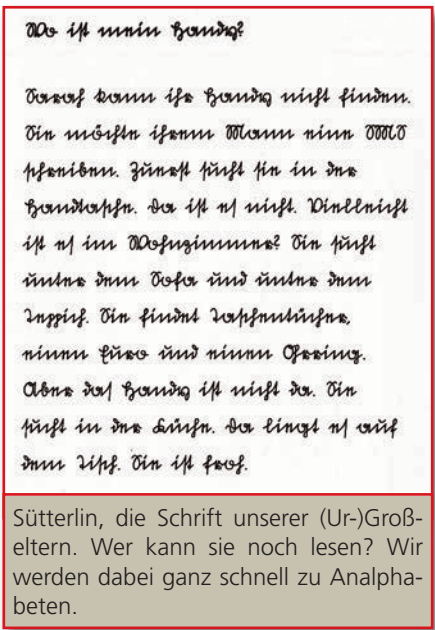 Wo ist mein Handy?
Sarah kann ihr Handy nicht finden.
Sie möchte ihrem Mann eine SMS
schreiben. Zuerst sucht sie in der
Handtasche. Da ist es nicht. Vielleicht
ist es im Wohnzimmer? Sie sucht
unter dem Sofa und unter dem
Teppich. Sie findet Taschentücher,
einen Euro und einen Ohrring.
Aber das Handy ist nicht da. Sie
sucht in der Küche. Da liegt es auf
dem Tisch. Sie ist froh.
Sütterlin, die Schrift unserer (Ur-)Groß-
eltern. Wer kann sie noch lesen? Wir
werden dabei ganz schnell zu Analpha-
beten.